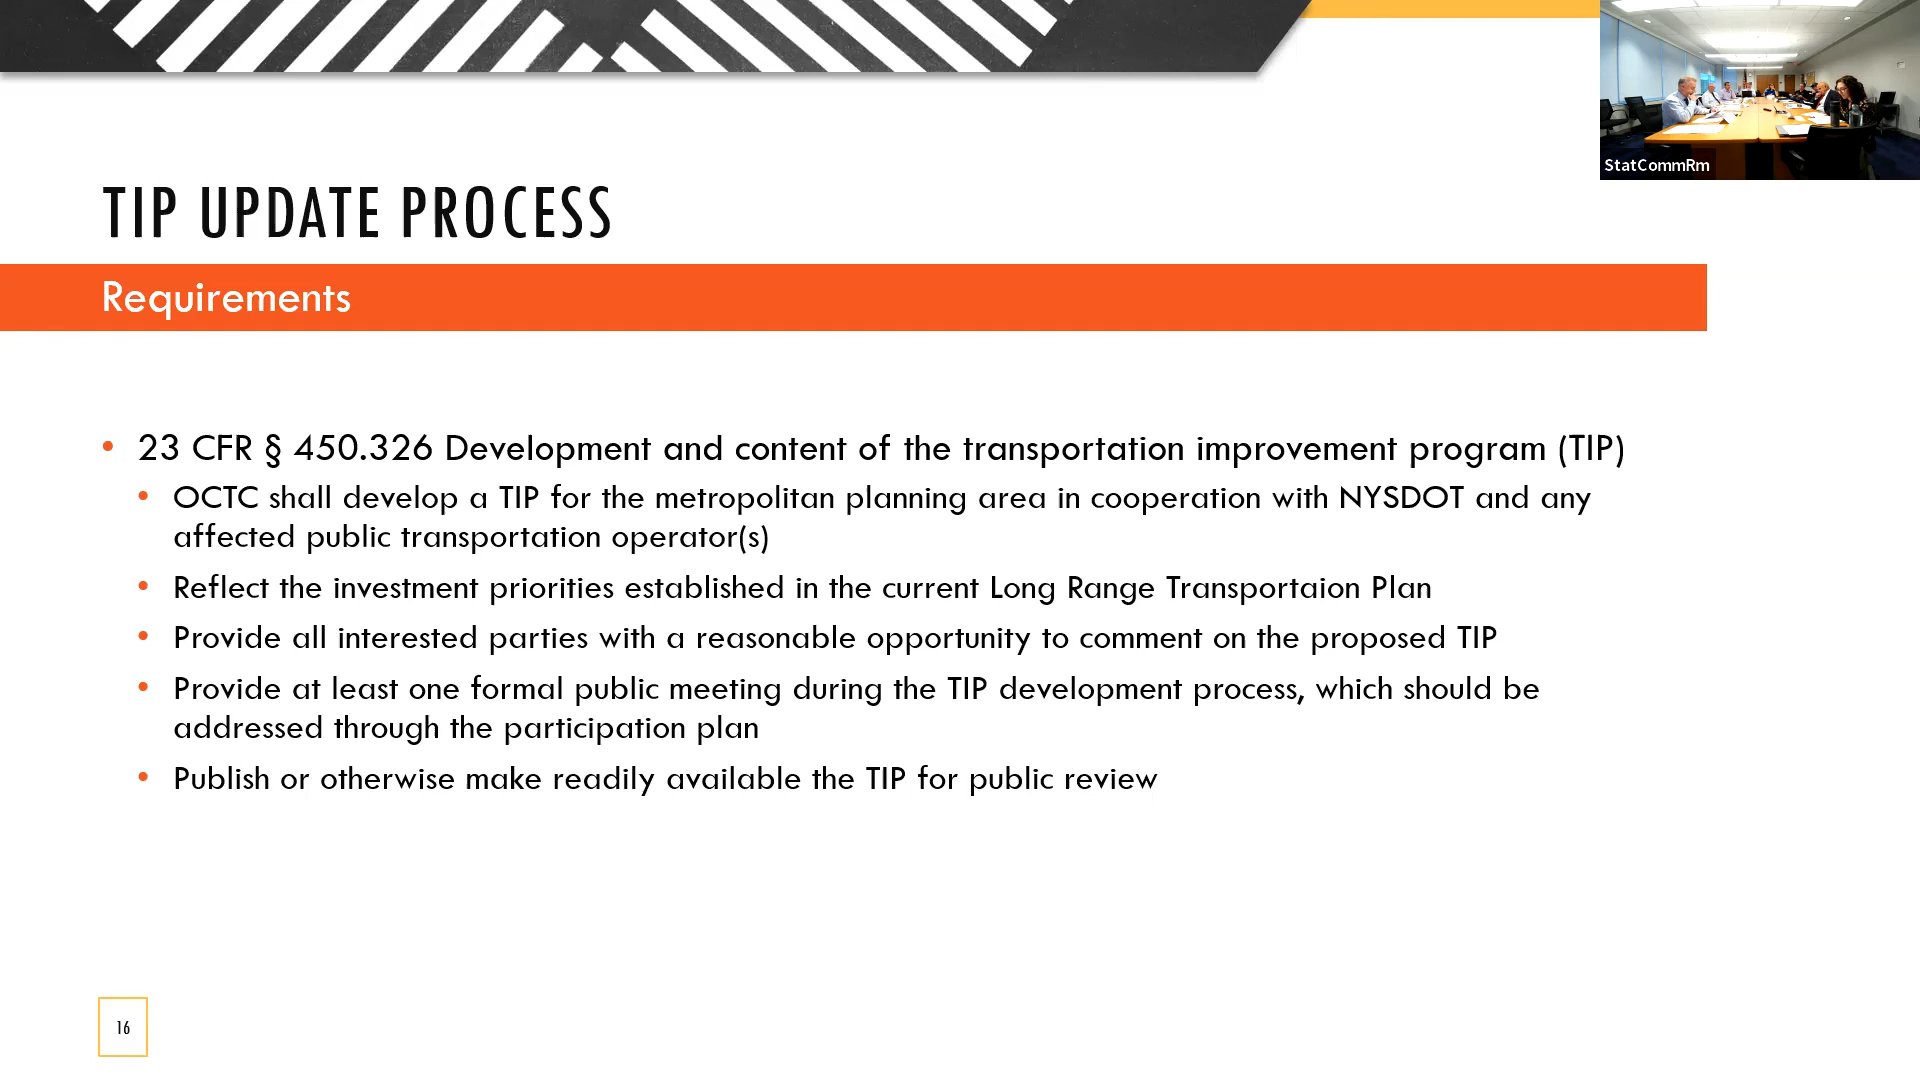 StatCommRm
TIP UPDATE PROCESS
Requirements
• 23 CFR § 450.326 Development and content of the transportation improvement program (TIP)
• OCTC shall develop a TIP for the metropolitan planning area in cooperation with NYSDOT and any
affected public transportation operator(s)
• Reflect the investment priorities established in the current Long Range Transportaion Plan
• Provide all interested parties with a reasonable opportunity to comment on the proposed TIP
• Provide at least one formal public meeting during the TIP development process, which should be
addressed through the participation plan
• Publish or otherwise make readily available the TIP for public review
16